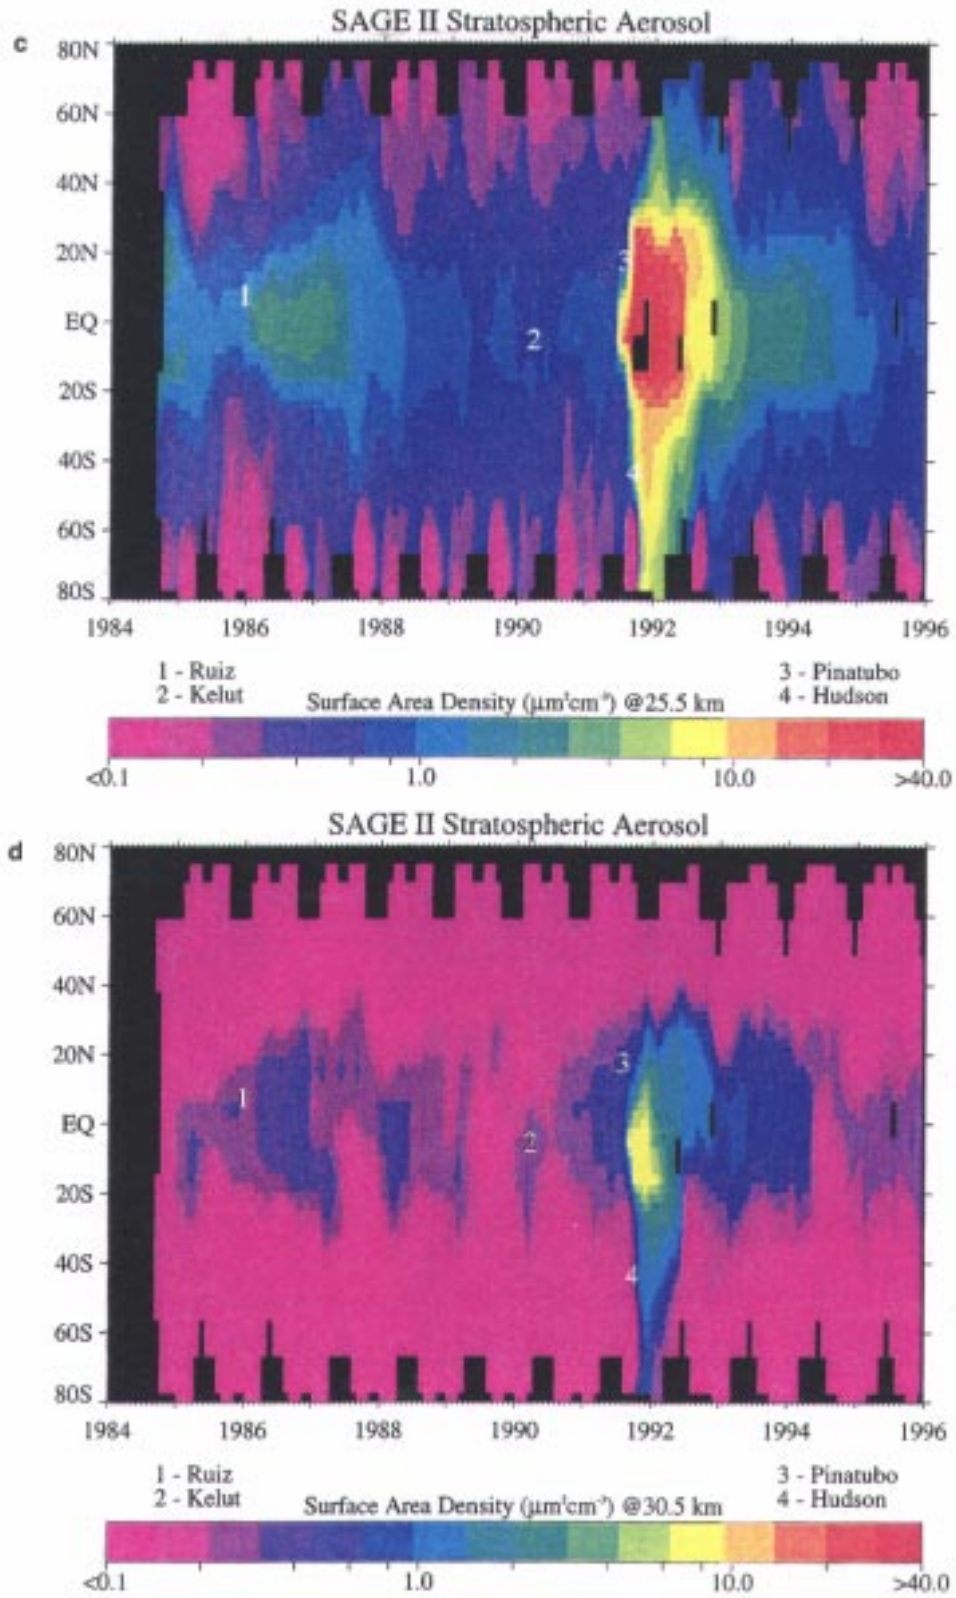 SAGE II Stratospheric Aerosol
c
80N
60N
40N
20N
EQ
20S
40S
60S
80S
1
2
3
4
1984 1986 1988 1990 1992 1994 1996
1 - Ruiz 3 - Pinatubo
2 - Kelut 4 - Hudson
Surface Area Density (μm²cm⁻³) @25.5 km
<0.1 1.0 10.0 >40.0
SAGE II Stratospheric Aerosol
d
80N
60N
40N
20N
EQ
20S
40S
60S
80S
1
2
3
4
1984 1986 1988 1990 1992 1994 1996
1 - Ruiz 3 - Pinatubo
2 - Kelut 4 - Hudson
Surface Area Density (μm²cm⁻³) @30.5 km
<0.1 1.0 10.0 >40.0